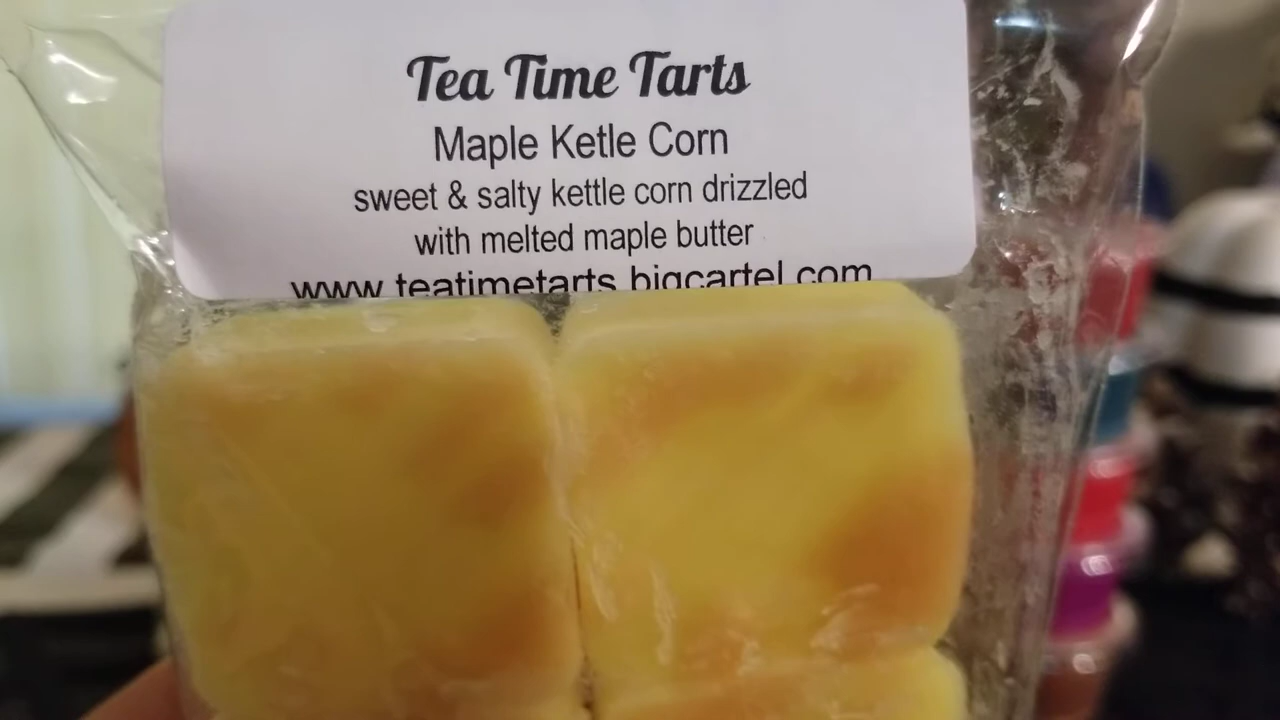 Tea Time Tarts
Maple Ketle Corn
sweet & salty kettle corn drizzled
with melted maple butter
www.teatimetarts.bigcartel.com